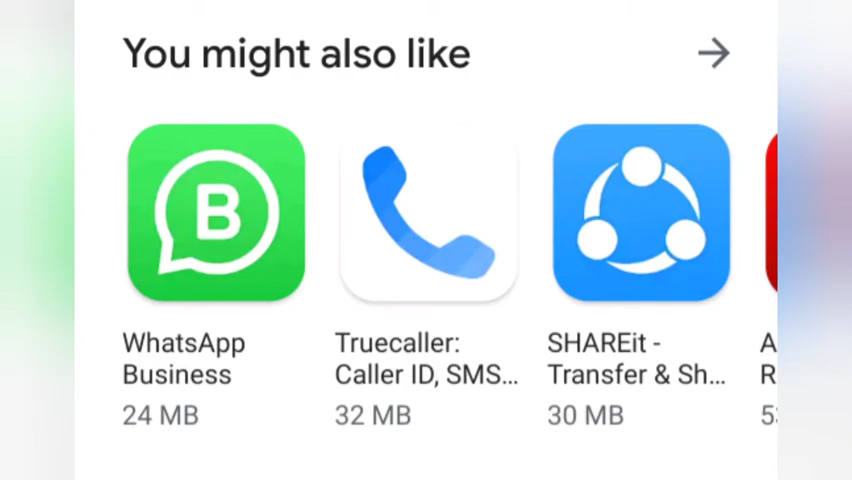 You might also like
B
WhatsApp
Business
24 MB
Truecaller:
Caller ID, SMS...
32 MB
SHAREit -
Transfer & Sh...
30 MB
A
R